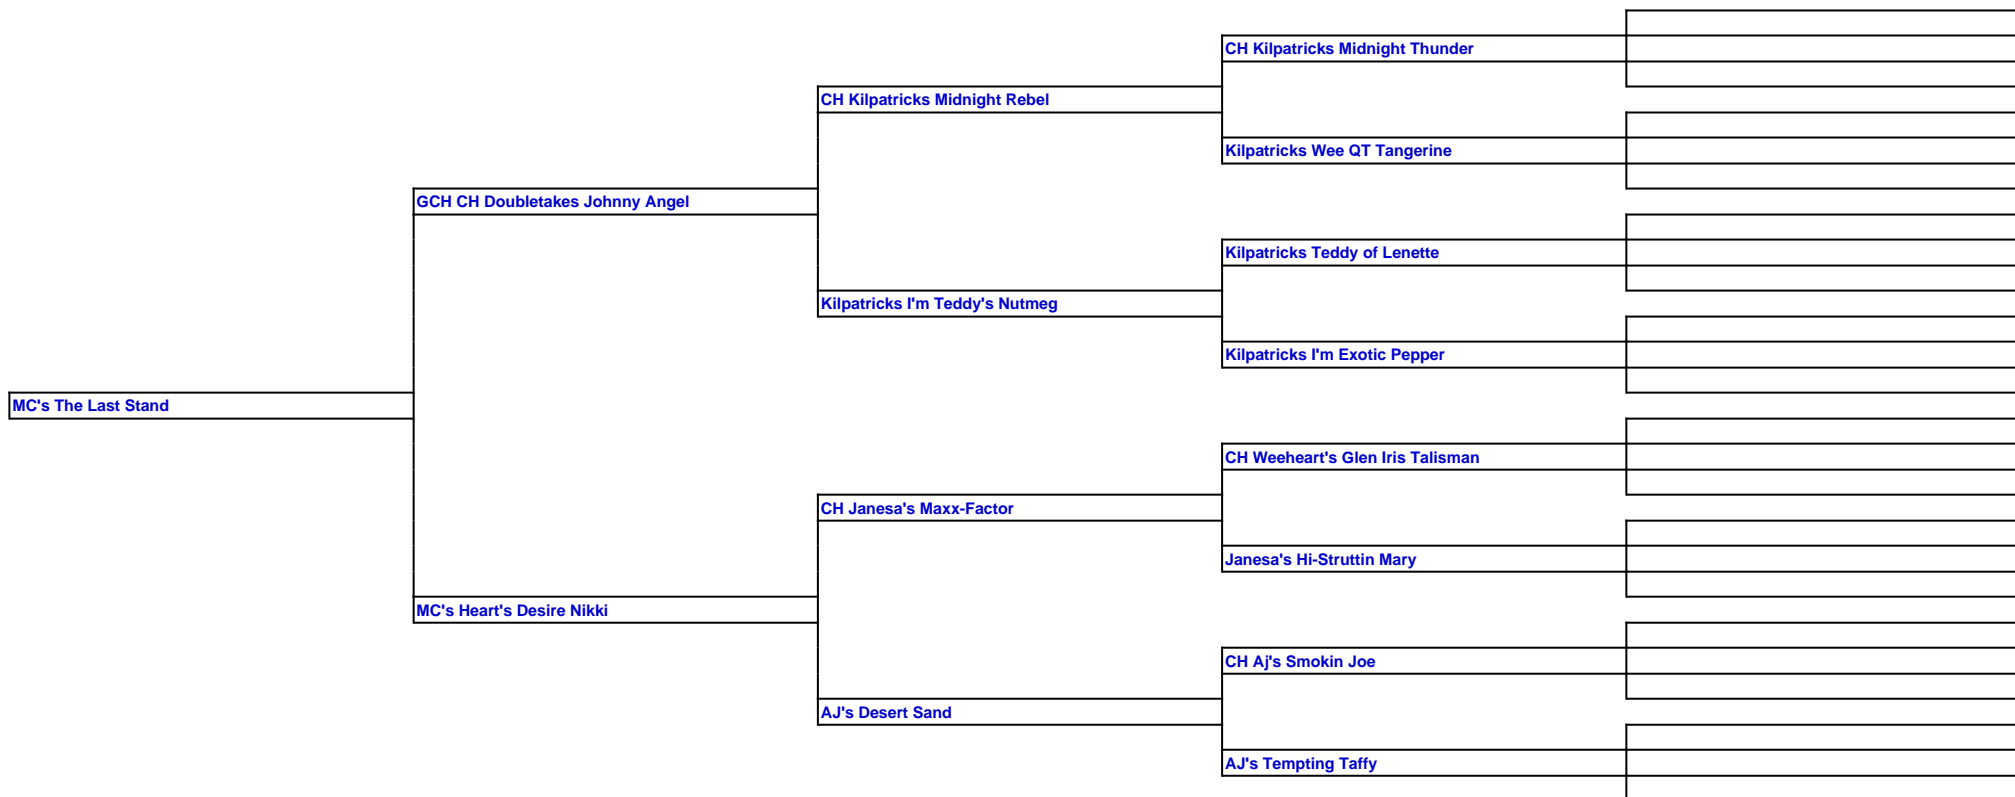 CH Kilpatricks Midnight Thunder
CH Kilpatricks Midnight Rebel
Kilpatricks Wee QT Tangerine
GCH CH Doubletakes Johnny Angel
Kilpatricks Teddy of Lenette
Kilpatricks I'm Teddy's Nutmeg
Kilpatricks I'm Exotic Pepper
MC's The Last Stand
CH Weeheart's Glen Iris Talisman
CH Janesa's Maxx-Factor
Janesa's Hi-Struttin Mary
MC's Heart's Desire Nikki
CH Aj's Smokin Joe
AJ's Desert Sand
AJ's Tempting Taffy